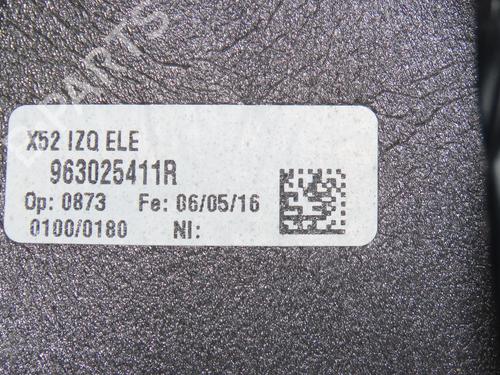 X52 IZQ ELE
963025411R
Op: 0873 Fe: 06/05/16
0100/0180 NI: